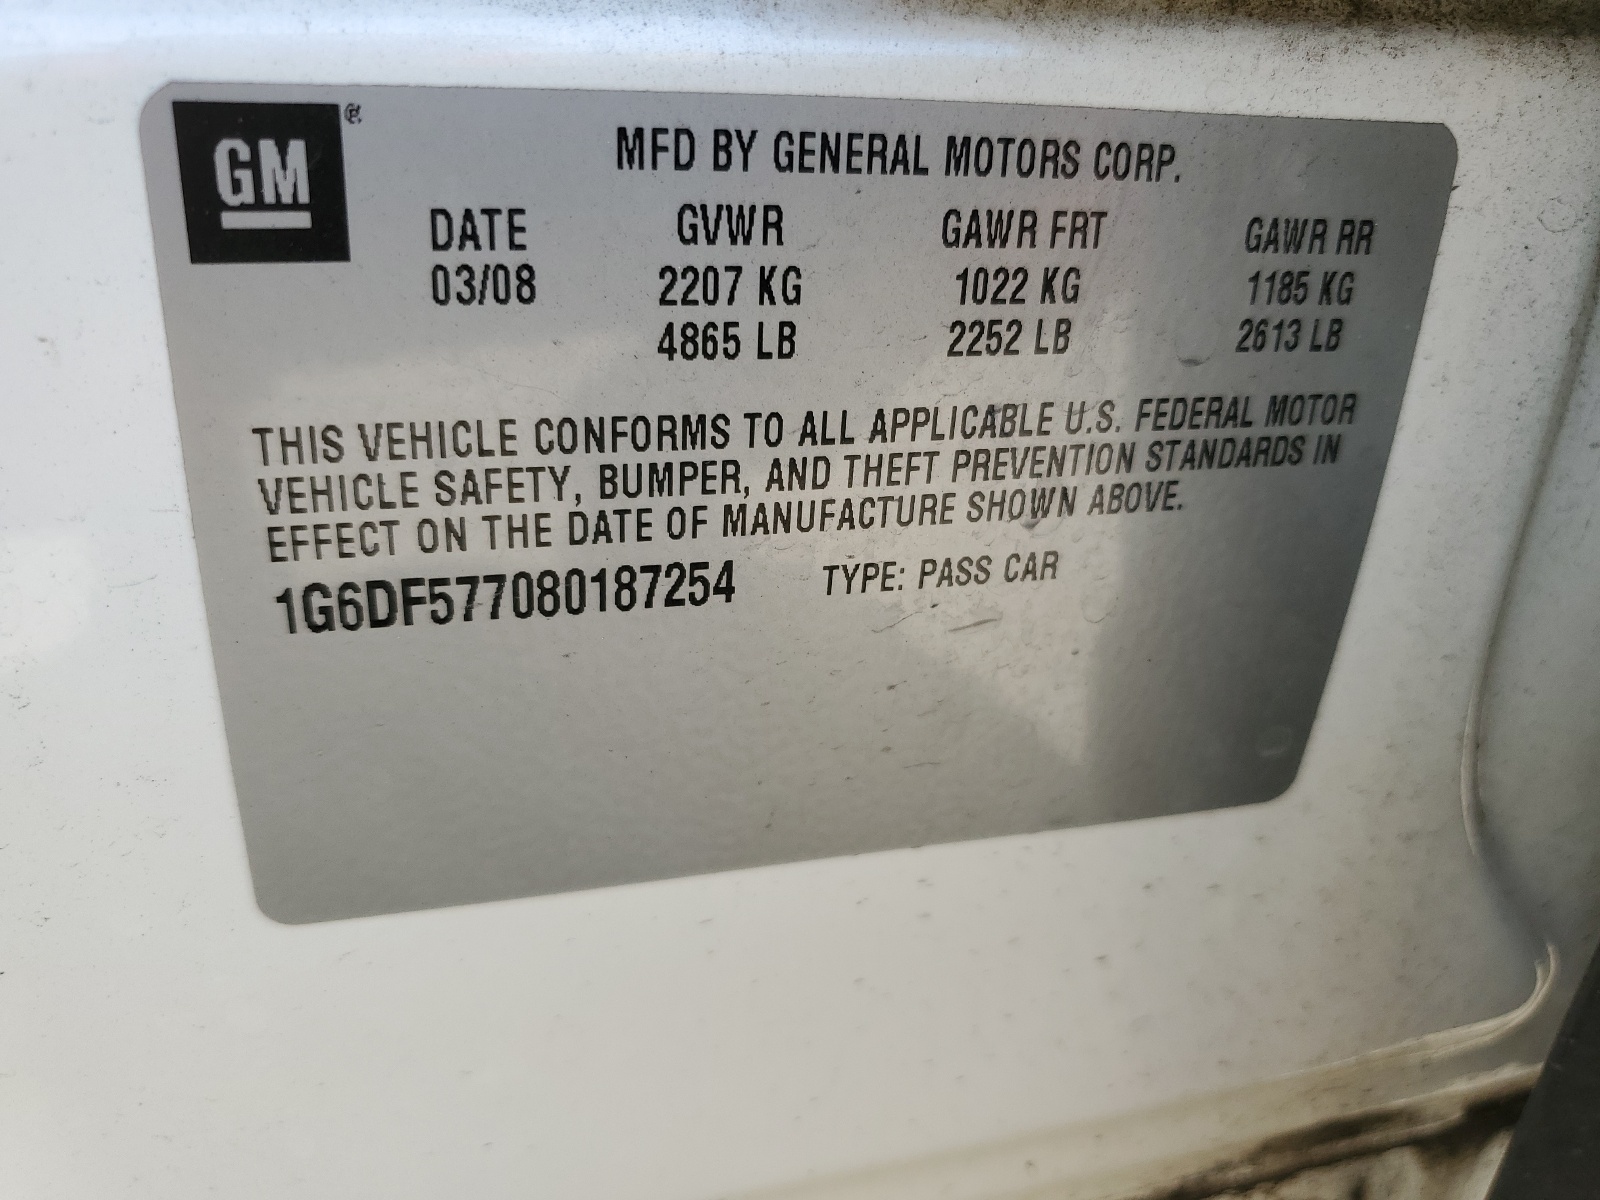 GM®
MFD BY GENERAL MOTORS CORP.
DATE GVWR GAWR FRT GAWR RR
03/08 2207 KG 1022 KG 1185 KG
4865 LB 2252 LB 2613 LB
THIS VEHICLE CONFORMS TO ALL APPLICABLE U.S. FEDERAL MOTOR
VEHICLE SAFETY, BUMPER, AND THEFT PREVENTION STANDARDS IN
EFFECT ON THE DATE OF MANUFACTURE SHOWN ABOVE.
1G6DF577080187254 TYPE: PASS CAR